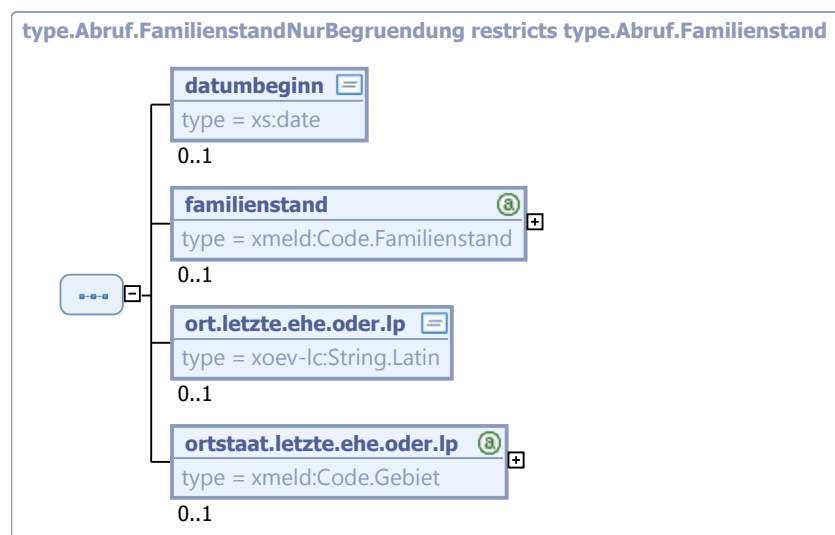 type.Abruf.FamilienstandNurBegruendung restricts type.Abruf.Familienstand
datumbeginn
type = xs:date
0..1
familienstand
type = xmeld:Code.Familienstand
0..1
ort.letzte.ehe.oder.lp
type = xoev-lc:String.Latin
0..1
ortstaat.letzte.ehe.oder.lp
type = xmeld:Code.Gebiet
0..1